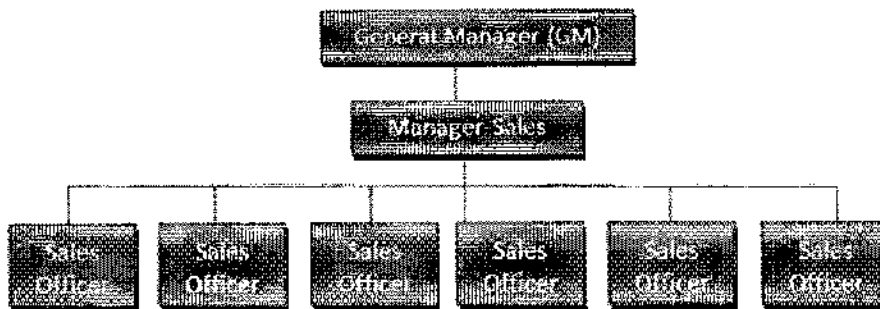 General Manager (GM)
Manager Sales
Sales
Officer
Sales
Officer
Sales
Officer
Sales
Officer
Sales
Officer
Sales
Officer